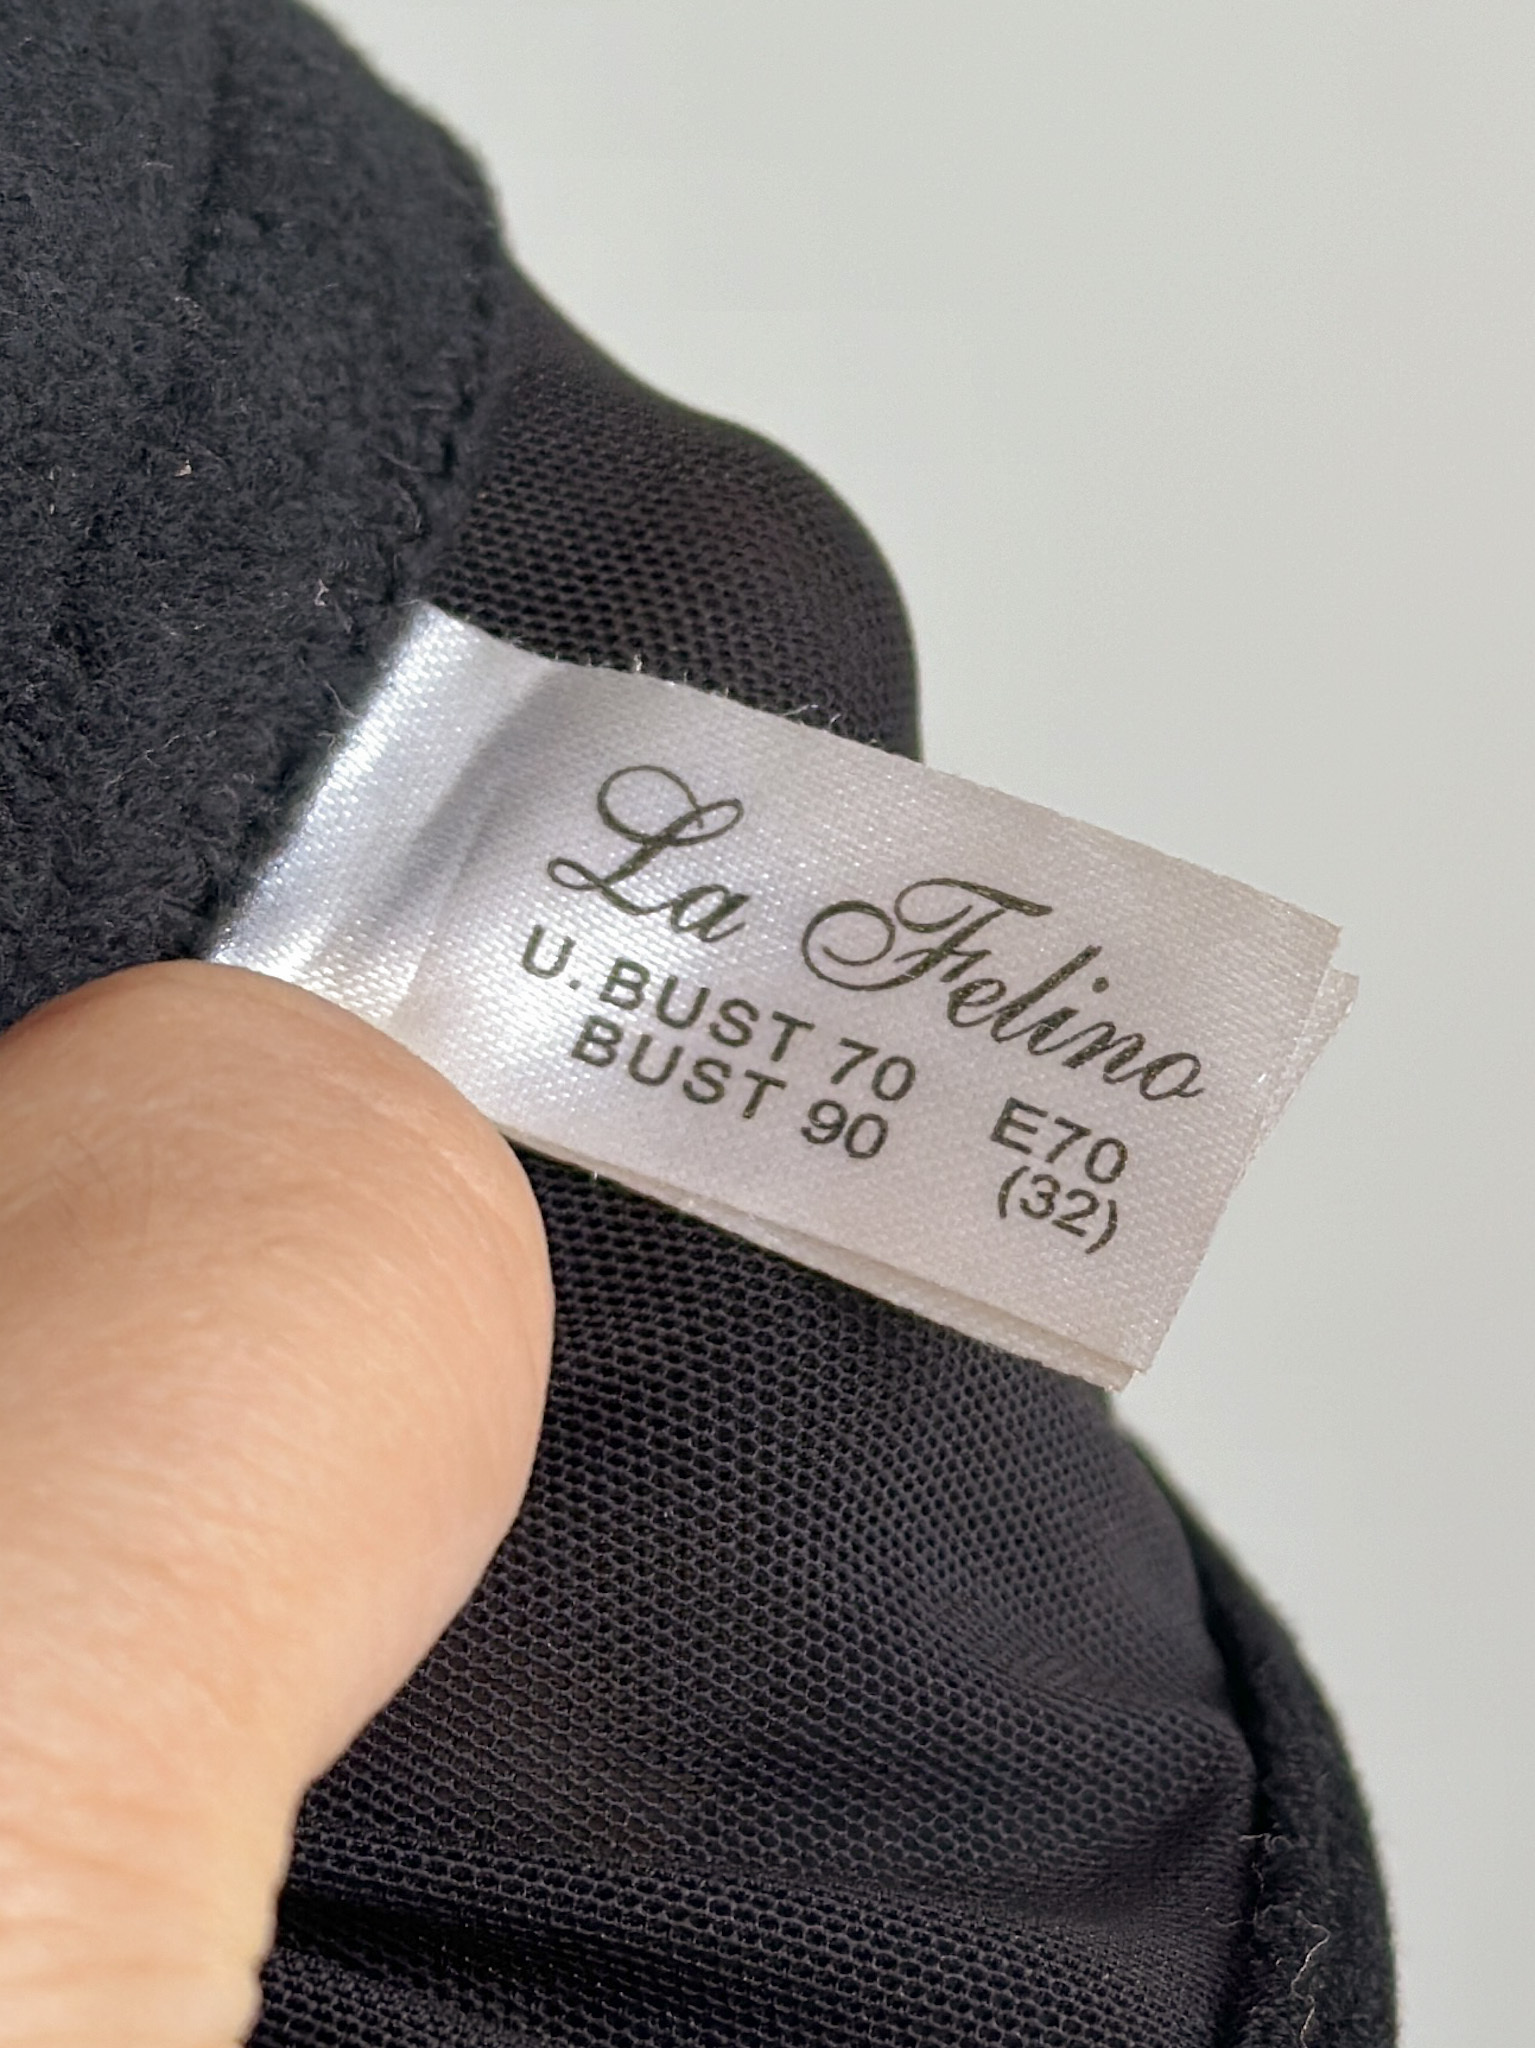 La Felino
U. BUST 70 E70
BUST 90 (32)